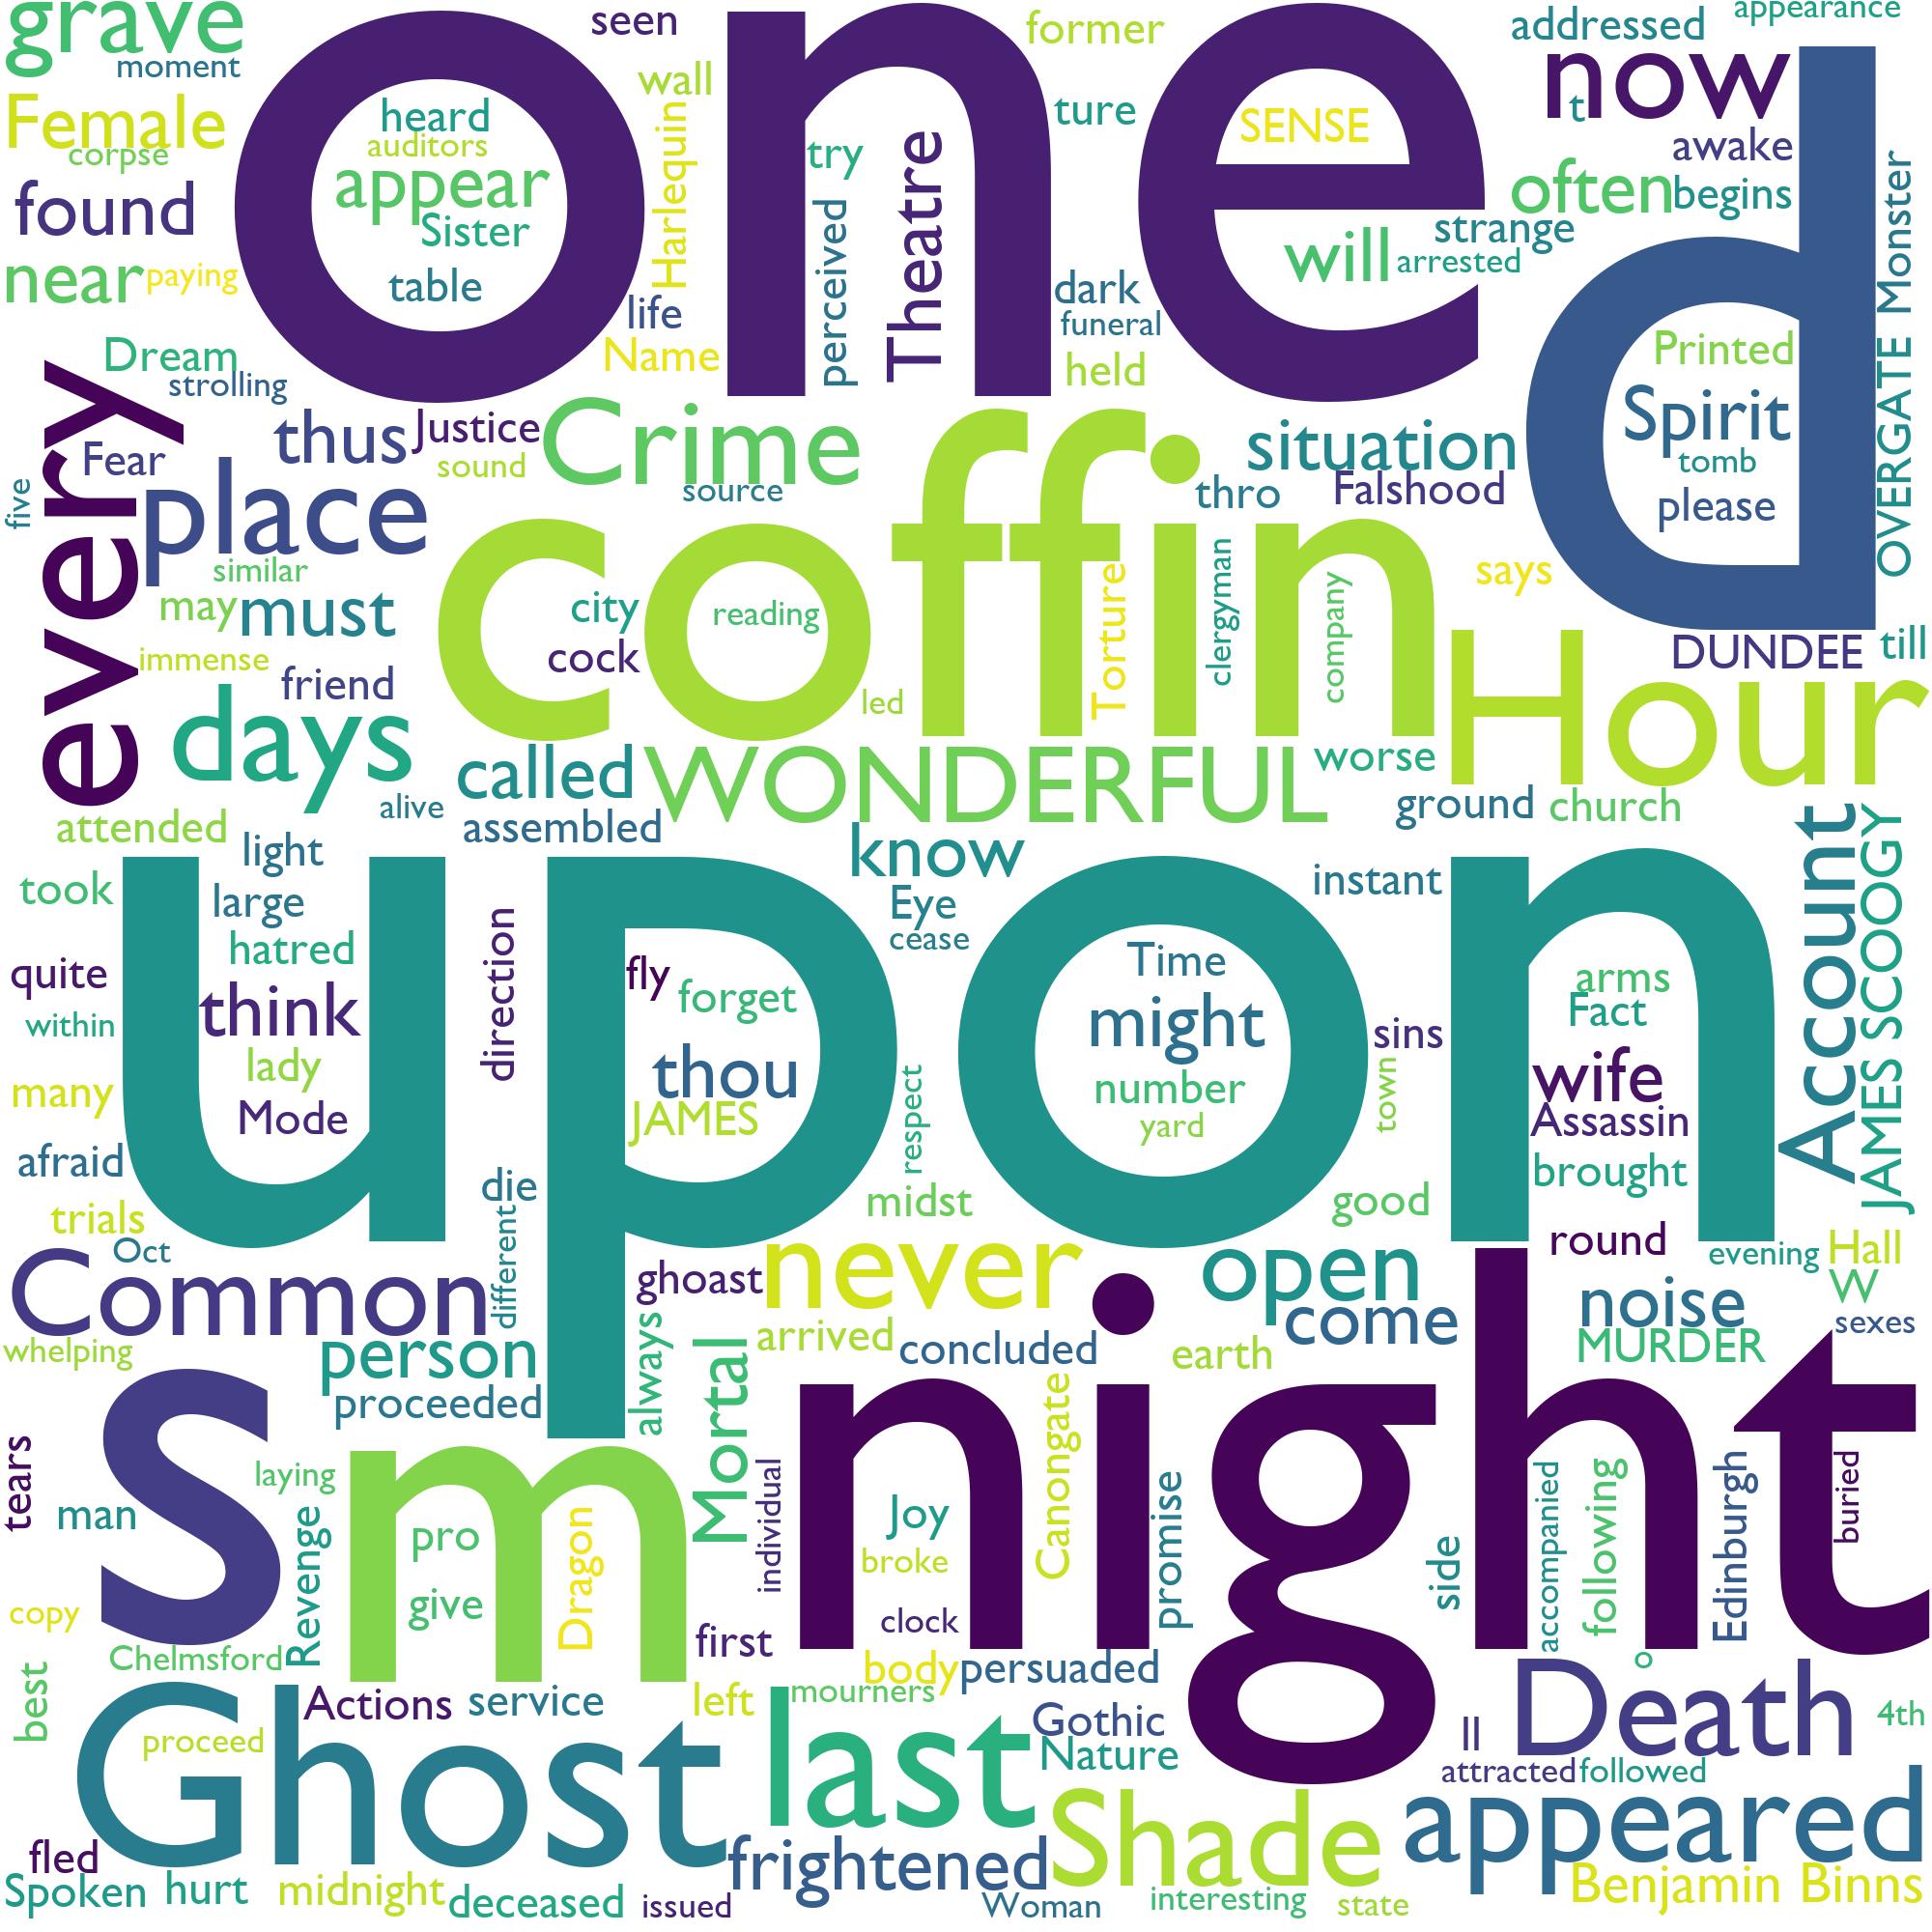 grave
moment
one
seen
former
addressed
appearance
now
t
wall
ture
SENSE
Female
heard
auditors
corpse
appear
Sister
table
found
Harlequin
try
perceived
Theatre
awake
often
begins
strange
will
arrested
near
paying
life
dark
funeral
Name
held
Dream
strolling
d
Printed
Spirit
tomb
please
OVERGATE
Monster
every
Fear
thus
Justice
sound
Crime
source
coffin
situation
thro
Falshood
five
place
similar
may
must
city
reading
cock
Torture
clergyman
company
says
DUNDEE
till
immense
friend
led
Hour
days
called
WONDERFUL
worse
alive
attended
assembled
ground
church
light
know
took
large
Eye
cease
instant
Account
JAMES SCOOGY
hatred
upon
quite
think
direction
fly
forget
Time
might
arms
Fact
sins
within
lady
thou
wife
many
Mode
JAMES
respect
number
yard
town
Assassin
afraid
die
brought
trials
midst
good
Oct
different
round
evening
Hall
Common
ghoast
never
open
come
noise
W
sexes
whelping
person
always
Mortal
arrived
concluded
earth
MURDER
proceeded
s
m
night
Canongate
tears
laying
man
Revenge
pro
Dragon
individual
Joy
promise
side
accompanied
following
Edinburgh
buried
broke
copy
give
clock
first
o
Chelmsford
best
body
persuaded
Actions
service
left
mourners
Gothic
ll
Death
4th
proceed
Ghost
last
Nature
attracted
followed
Shade
appeared
fled
frightened
Spoken
hurt
midnight
deceased
issued
Woman
interesting
state
Benjamin Binns